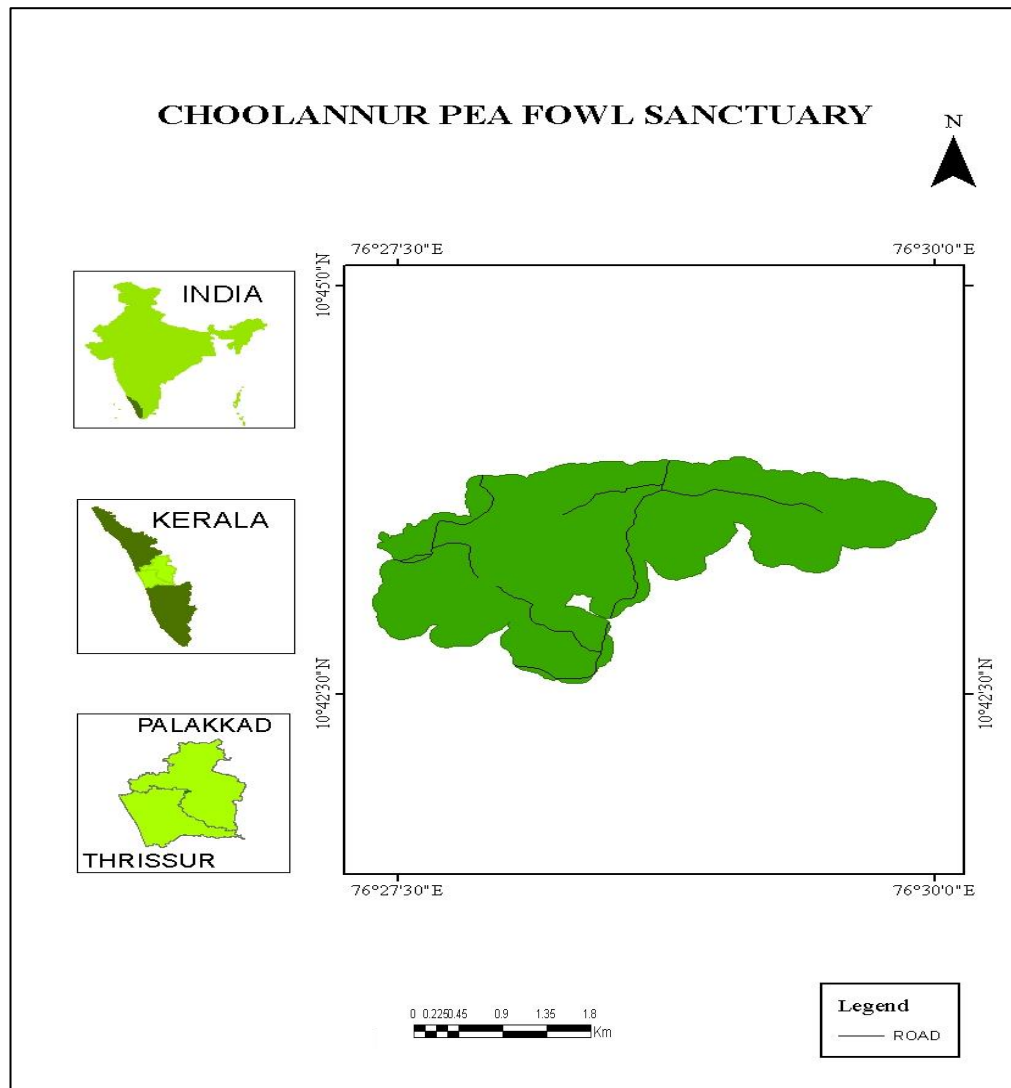 CHOOLANNUR PEA FOWL SANCTUARY
N
76°27'30"E
76°30'0"E
10°45'0"N
INDIA
KERALA
PALAKKAD
THRISSUR
10°42'30"N
10°42'30"N
76°27'30"E
76°30'0"E
0 0.225 0.45 0.9 1.35 1.8
Km
Legend
ROAD